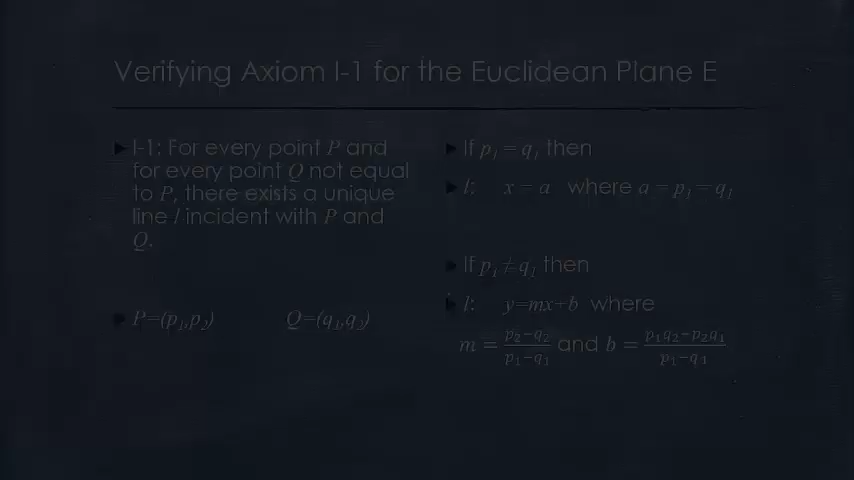 Verifying Axiom I-1 for the Euclidean Plane E
I-1: For every point P and
for every point Q not equal
to P, there exists a unique
line l incident with P and
Q.
P=(p₁,p₂) Q=(q₁,q₂)
If p₁ = q₁ then
l: x = a where a = p₁ = q₁
If p₁ ≠ q₁ then
l: y=mx+b where
m = (p₂−q₂)/(p₁−q₁) and b = (p₁q₂−p₂q₁)/(p₁−q₁)